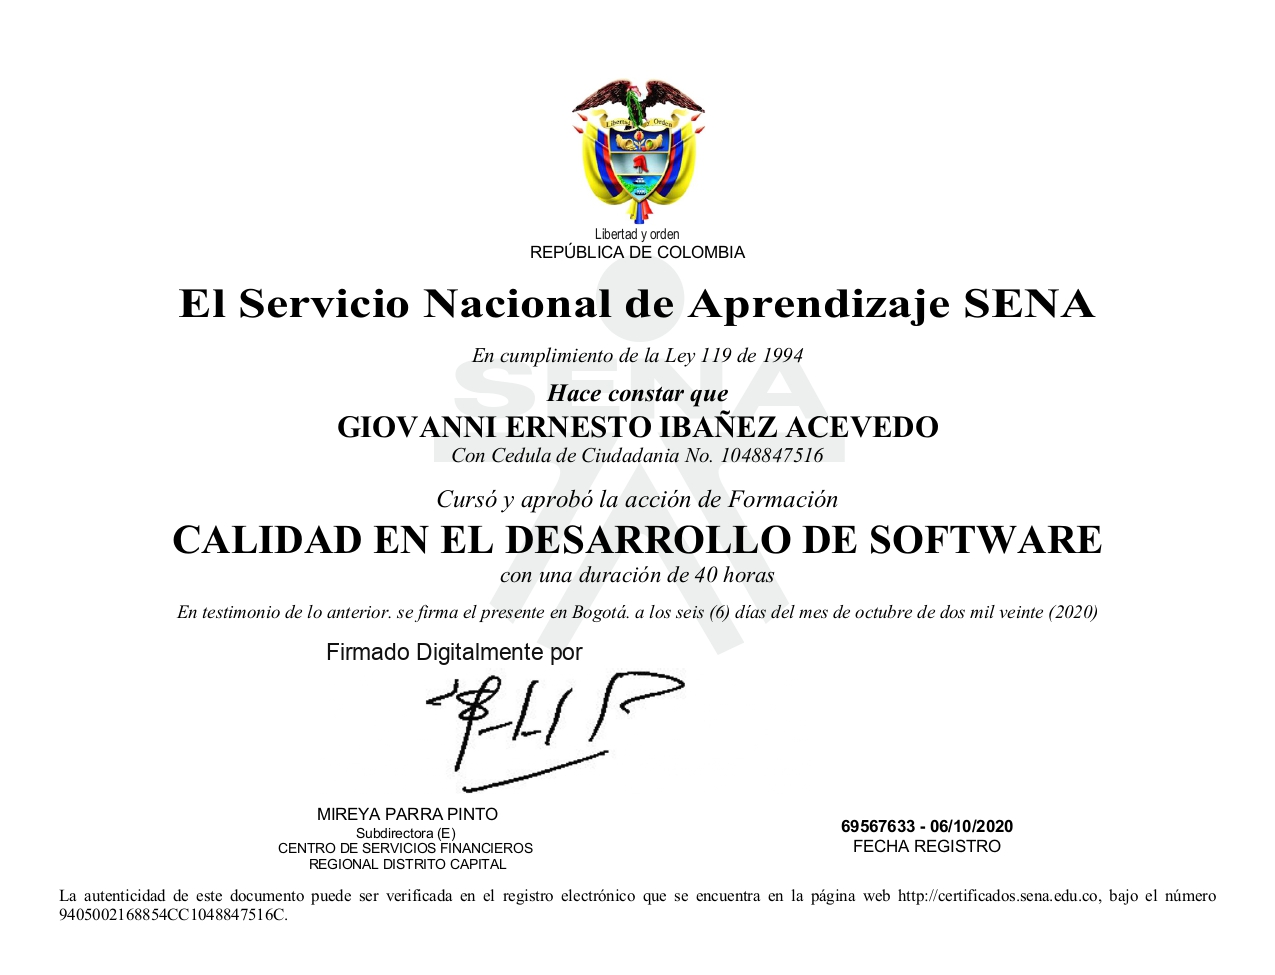 Libertad y Orden
Libertad y orden
REPÚBLICA DE COLOMBIA
El Servicio Nacional de Aprendizaje SENA
En cumplimiento de la Ley 119 de 1994
SENA
Hace constar que
GIOVANNI ERNESTO IBAÑEZ ACEVEDO
Con Cedula de Ciudadania No. 1048847516
Cursó y aprobó la acción de Formación
CALIDAD EN EL DESARROLLO DE SOFTWARE
con una duración de 40 horas
En testimonio de lo anterior. se firma el presente en Bogotá. a los seis (6) días del mes de octubre de dos mil veinte (2020)
Firmado Digitalmente por
MIREYA PARRA PINTO
Subdirectora (E)
CENTRO DE SERVICIOS FINANCIEROS
REGIONAL DISTRITO CAPITAL
69567633 - 06/10/2020
FECHA REGISTRO
La autenticidad de este documento puede ser verificada en el registro electrónico que se encuentra en la página web http://certificados.sena.edu.co, bajo el número
9405002168854CC1048847516C.